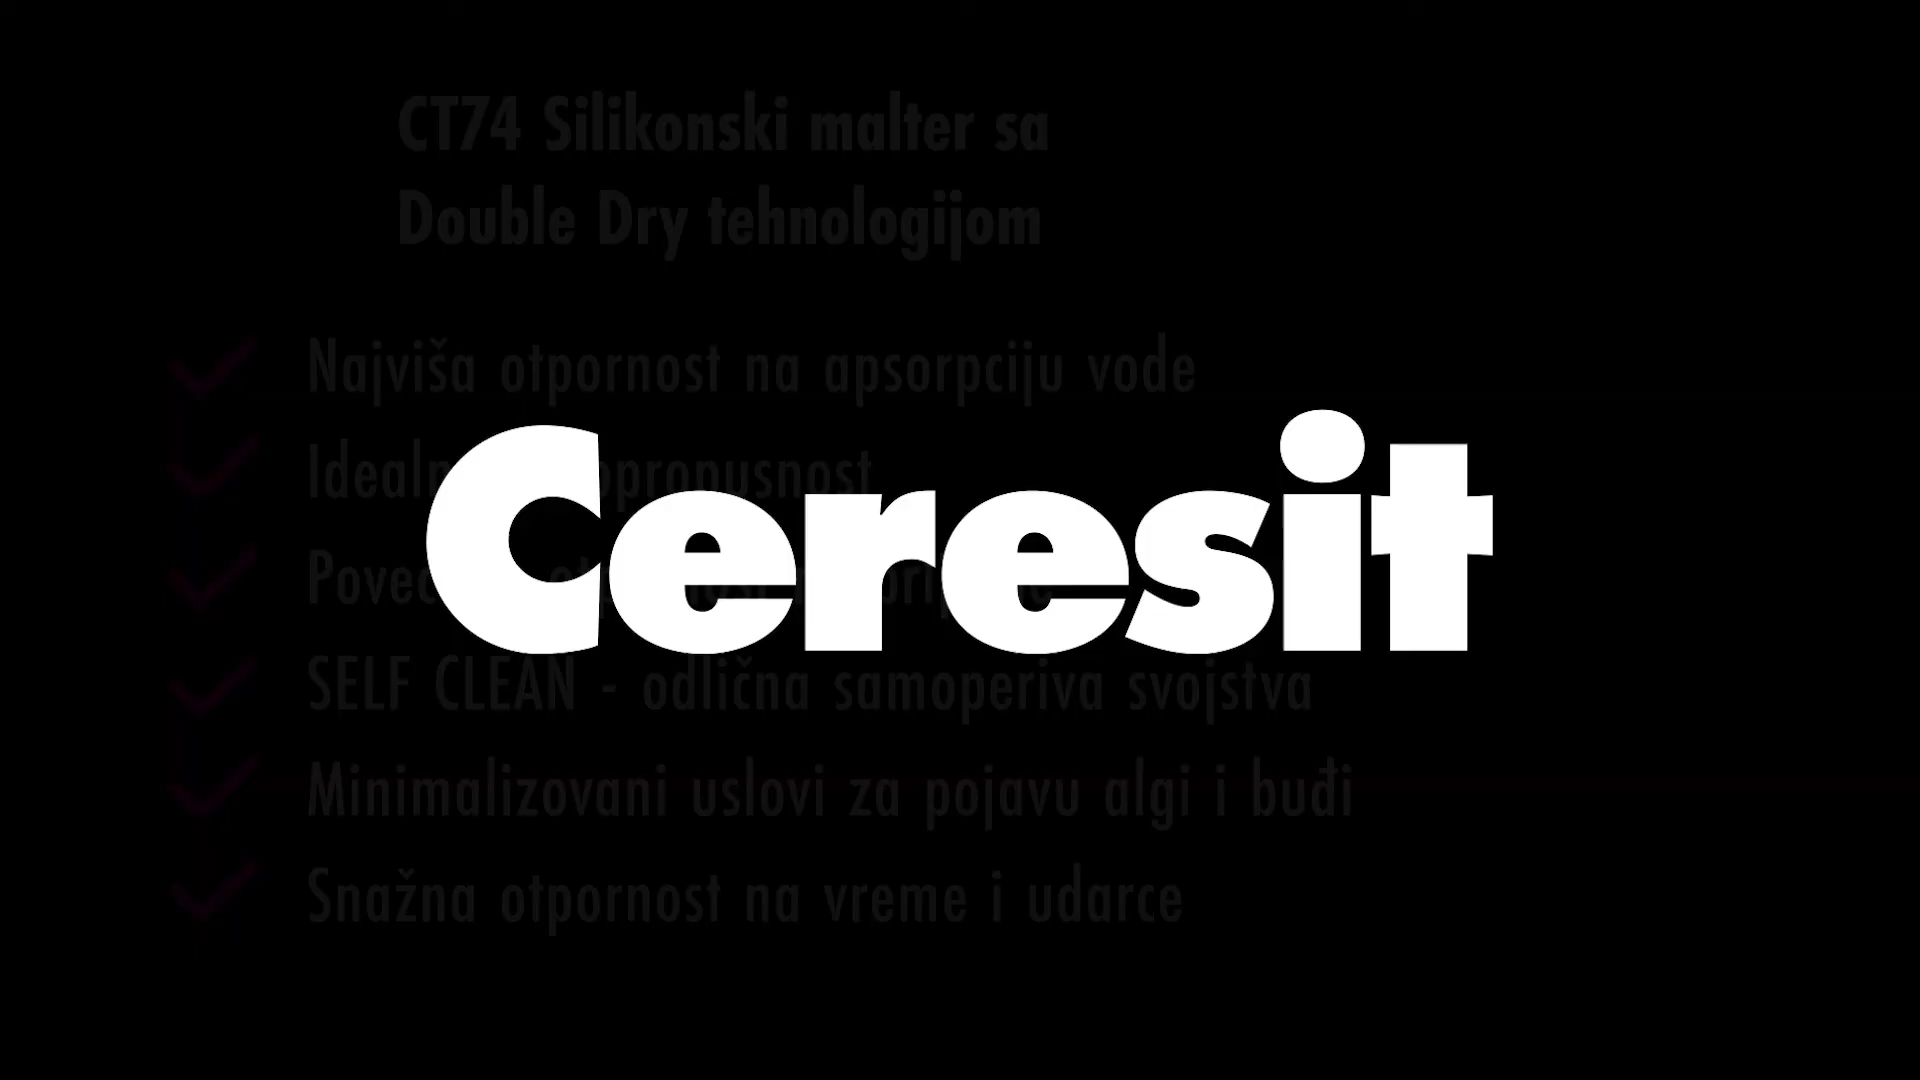 CT74 Silikonski malter sa
Double Dry tehnologijom
Najviša otpornost na apsorpciju vode
Ceresit
SELF CLEAN - odlična samoperiva svojstva
Minimalizovani uslovi za pojavu algi i buđi
Snažna otpornost na vreme i udarce